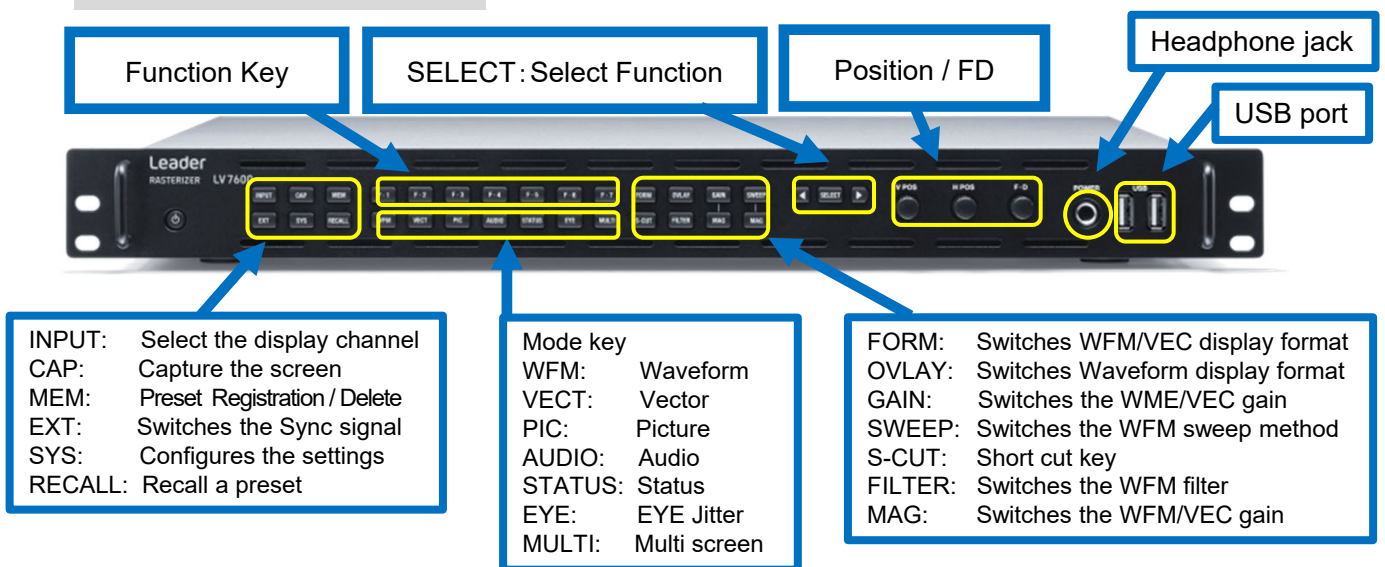 Function Key
SELECT：Select Function
Position / FD
Headphone jack
USB port
Leader
RASTERIZER LV7600
INPUT CAP MEM F·1 F·2 F·3 F·4 F·5 F·6 F·7 FORM OVLAY GAIN SWEEP SELECT V POS H POS F·D POWER USB
EXT SYS RECALL WFM VECT PIC AUDIO STATUS EYE MULTI S-CUT FILTER MAG MAG
INPUT: Select the display channel
CAP: Capture the screen
MEM: Preset Registration / Delete
EXT: Switches the Sync signal
SYS: Configures the settings
RECALL: Recall a preset
Mode key
WFM: Waveform
VECT: Vector
PIC: Picture
AUDIO: Audio
STATUS: Status
EYE: EYE Jitter
MULTI: Multi screen
FORM: Switches WFM/VEC display format
OVLAY: Switches Waveform display format
GAIN: Switches the WME/VEC gain
SWEEP: Switches the WFM sweep method
S-CUT: Short cut key
FILTER: Switches the WFM filter
MAG: Switches the WFM/VEC gain